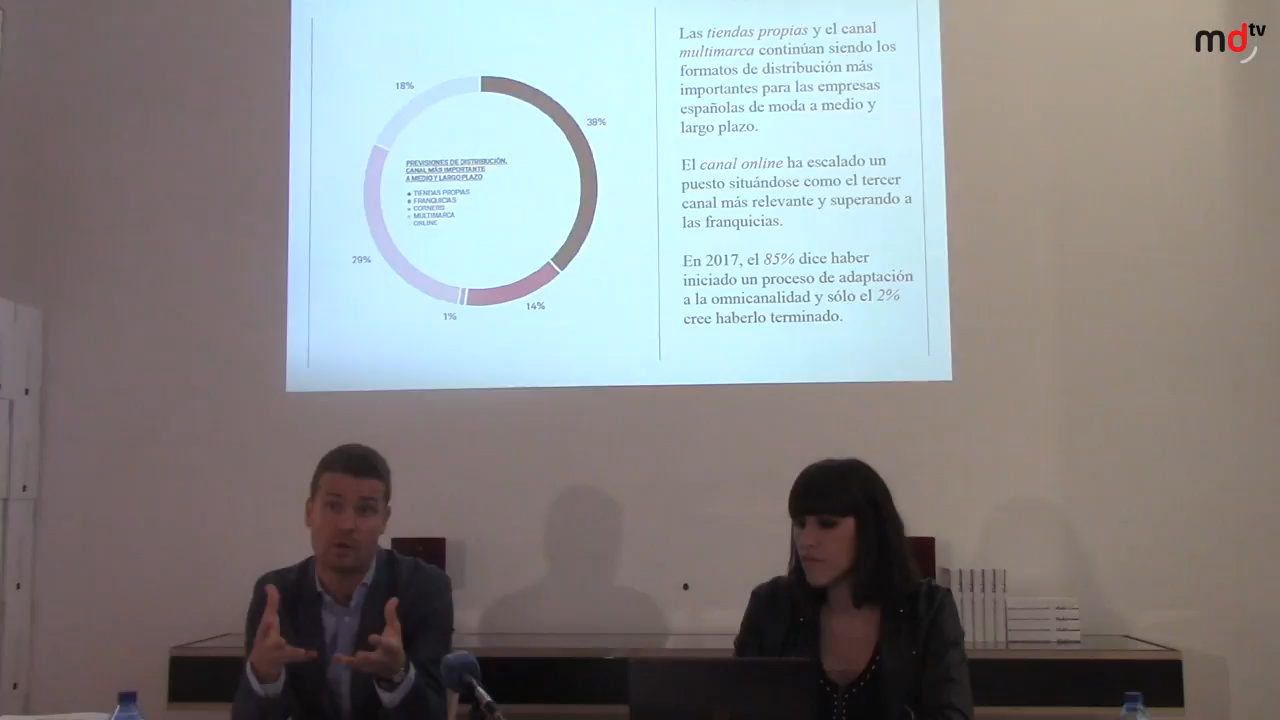 md tv
18%
38%
PREVISIONES DE DISTRIBUCIÓN,
CANAL MÁS IMPORTANTE
A MEDIO Y LARGO PLAZO
TIENDAS PROPIAS
FRANQUICIAS
CORNERS
MULTIMARCA
ONLINE
29%
14%
1%
Las tiendas propias y el canal
multimarca continúan siendo los
formatos de distribución más
importantes para las empresas
españolas de moda a medio y
largo plazo.
El canal online ha escalado un
puesto situándose como el tercer
canal más relevante y superando a
las franquicias.
En 2017, el 85% dice haber
iniciado un proceso de adaptación
a la omnicanalidad y sólo el 2%
cree haberlo terminado.